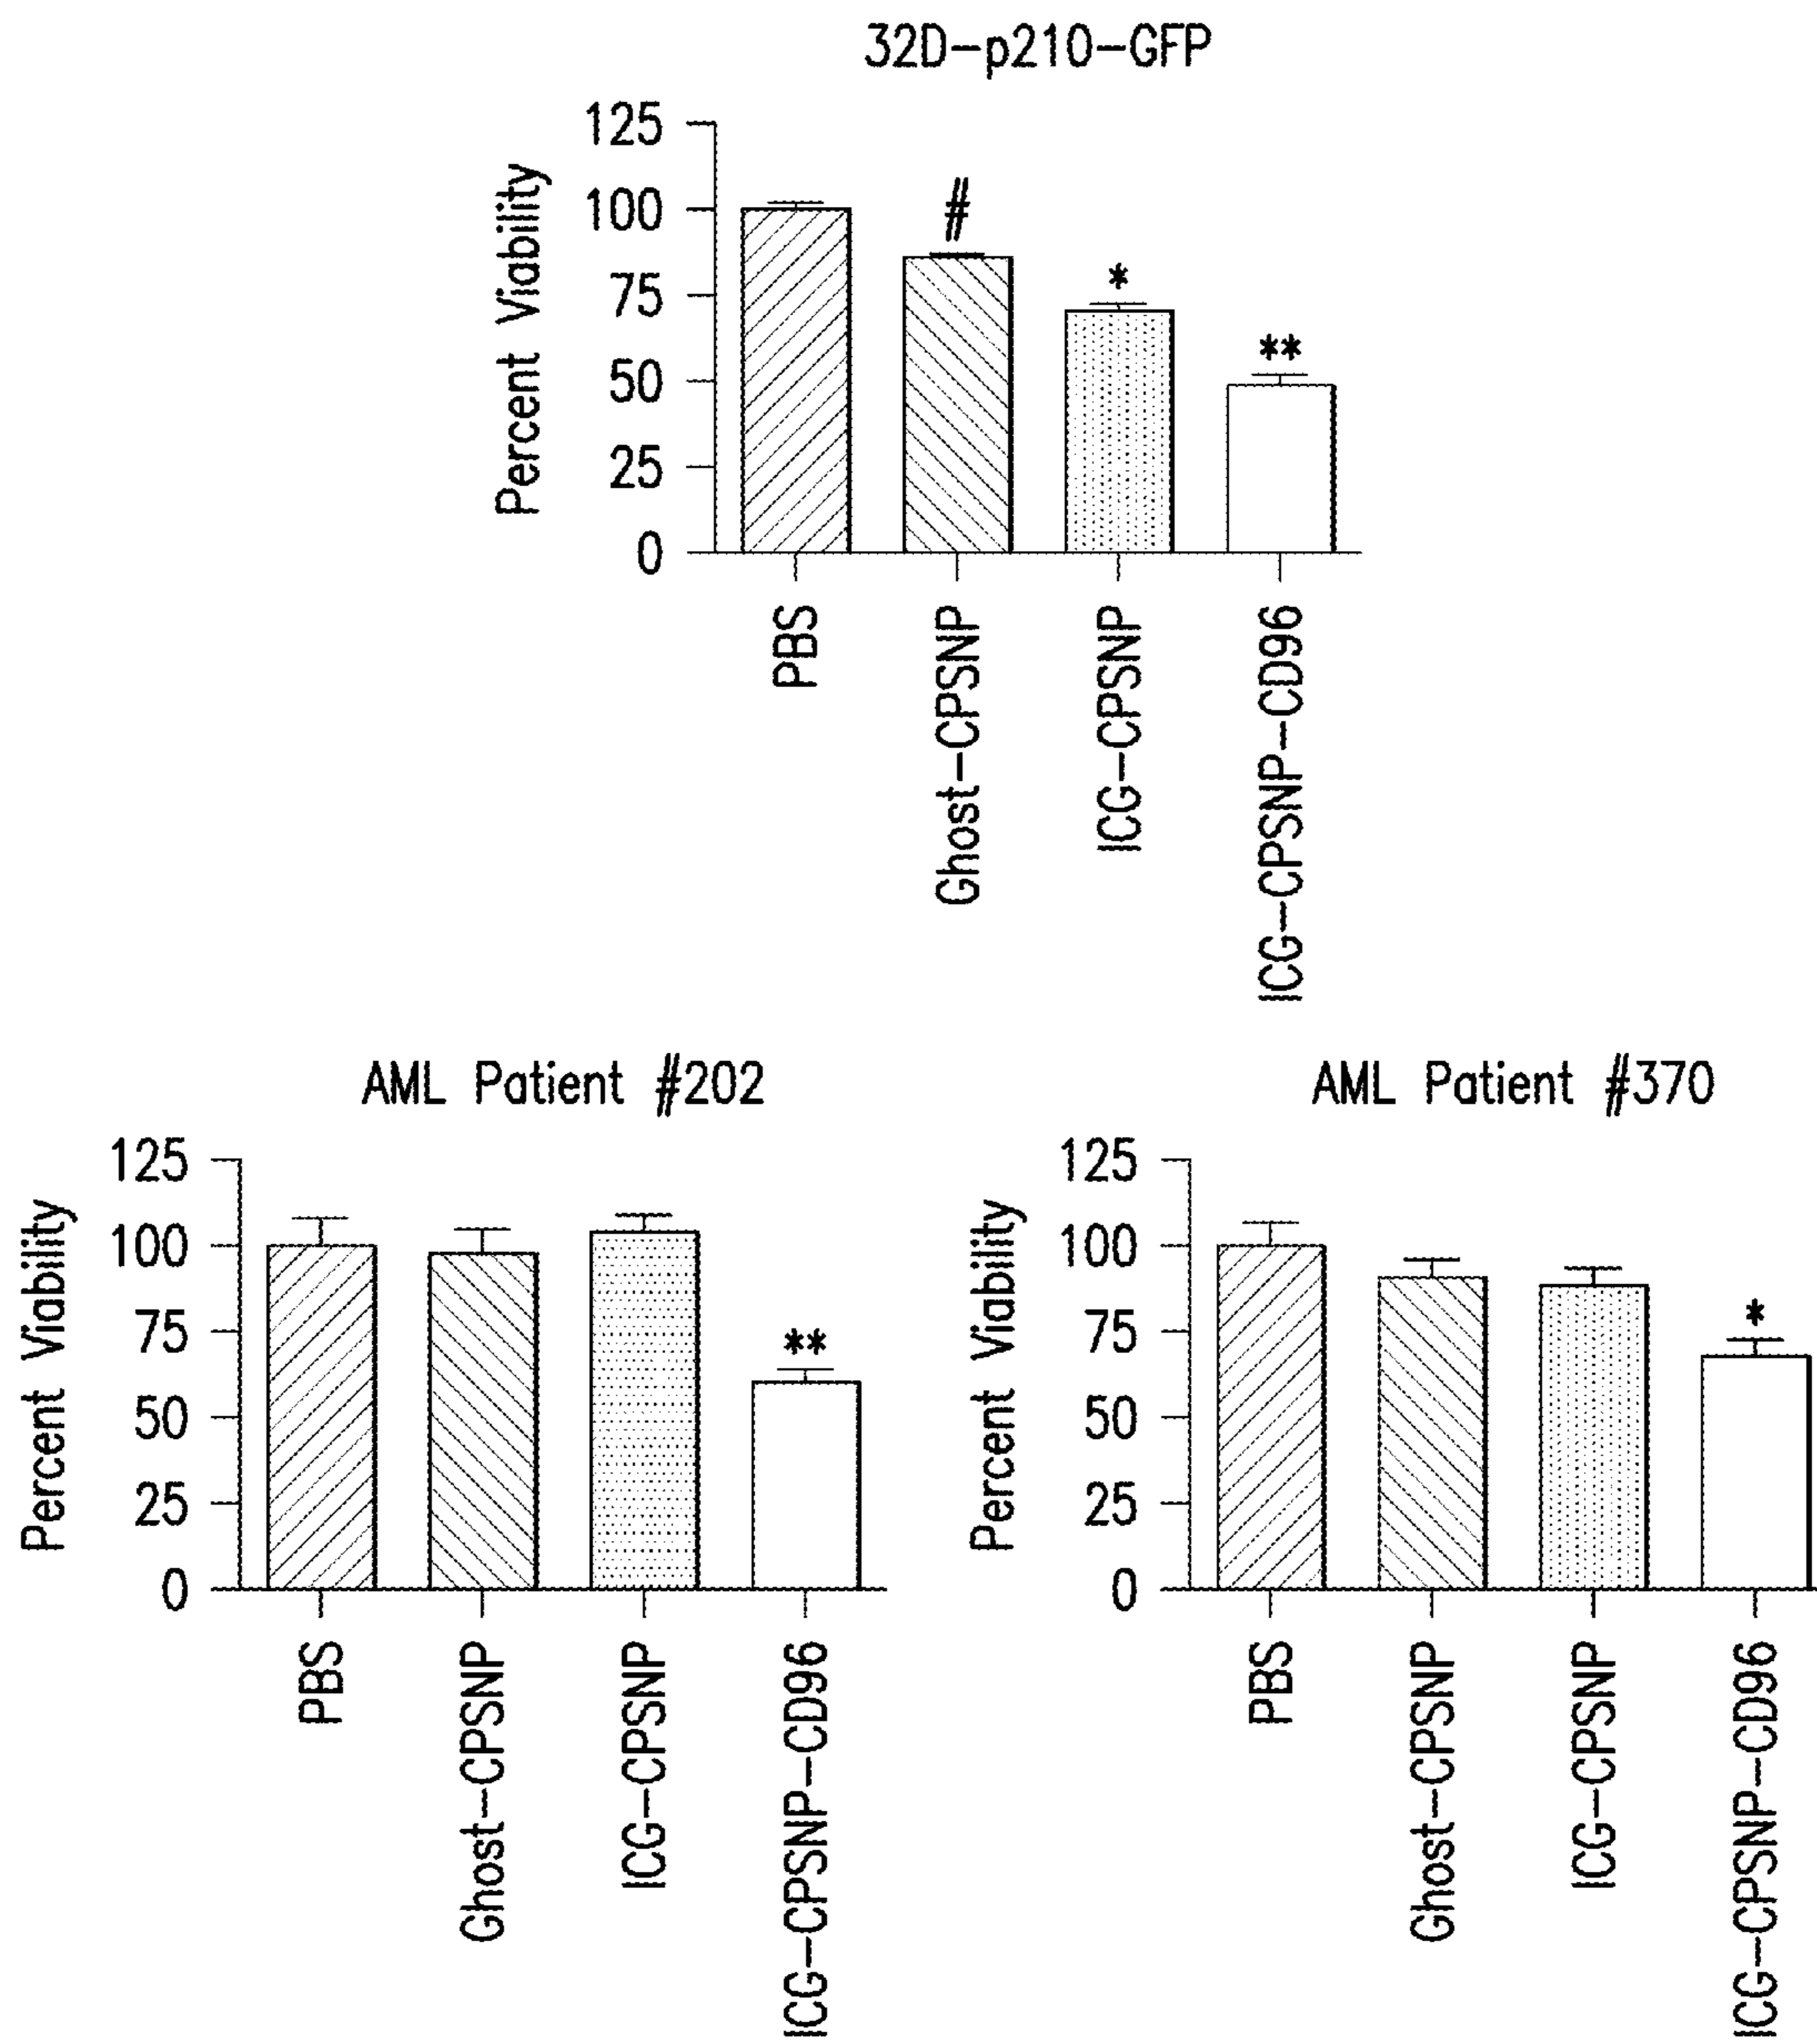 32D-p210-GFP
Percent Viability
125
100
75
50
25
0
#
*
**
PBS
Ghost-CPSNP
ICG-CPSNP
ICG-CPSNP-CD96
AML Patient #202
Percent Viability
125
100
75
50
25
0
**
PBS
Ghost-CPSNP
ICG-CPSNP
ICG-CPSNP-CD96
AML Patient #370
Percent Viability
125
100
75
50
25
0
*
PBS
Ghost-CPSNP
ICG-CPSNP
ICG-CPSNP-CD96